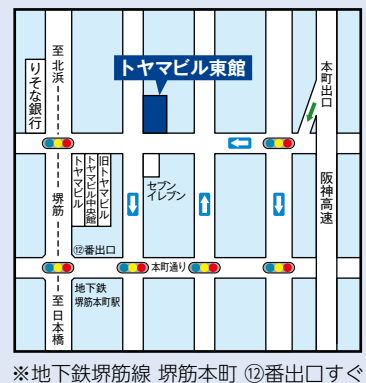 至北浜
りそな銀行
トヤマビル東館
本町出口
阪神高速
堺筋
トヤマビル
トヤマビル中央館
旧トヤマビル
セブン
イレブン
⑫番出口
本町通り
地下鉄
堺筋本町駅
至日本橋
※地下鉄堺筋線 堺筋本町 ⑫番出口すぐ